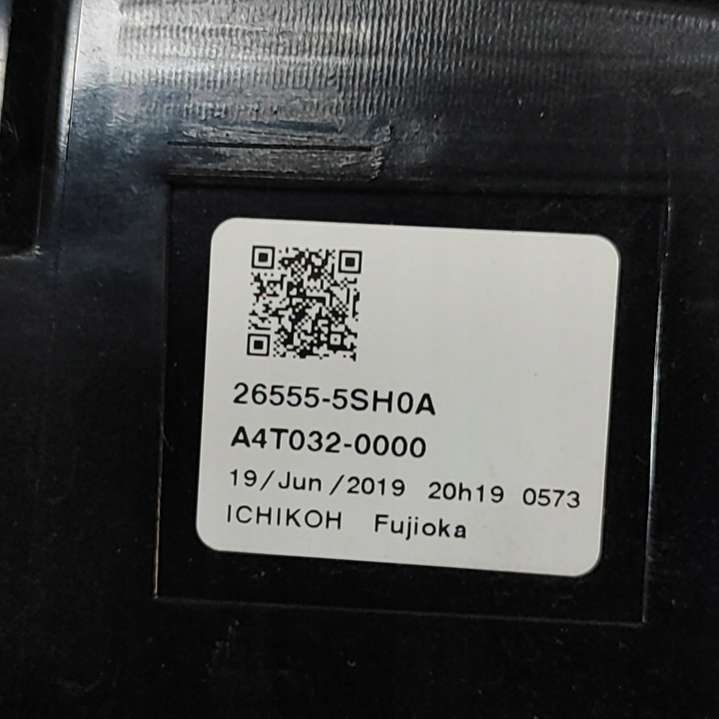 26555-5SH0A
A4T032-0000
19/Jun/2019 20h19 0573
ICHIKOH Fujioka